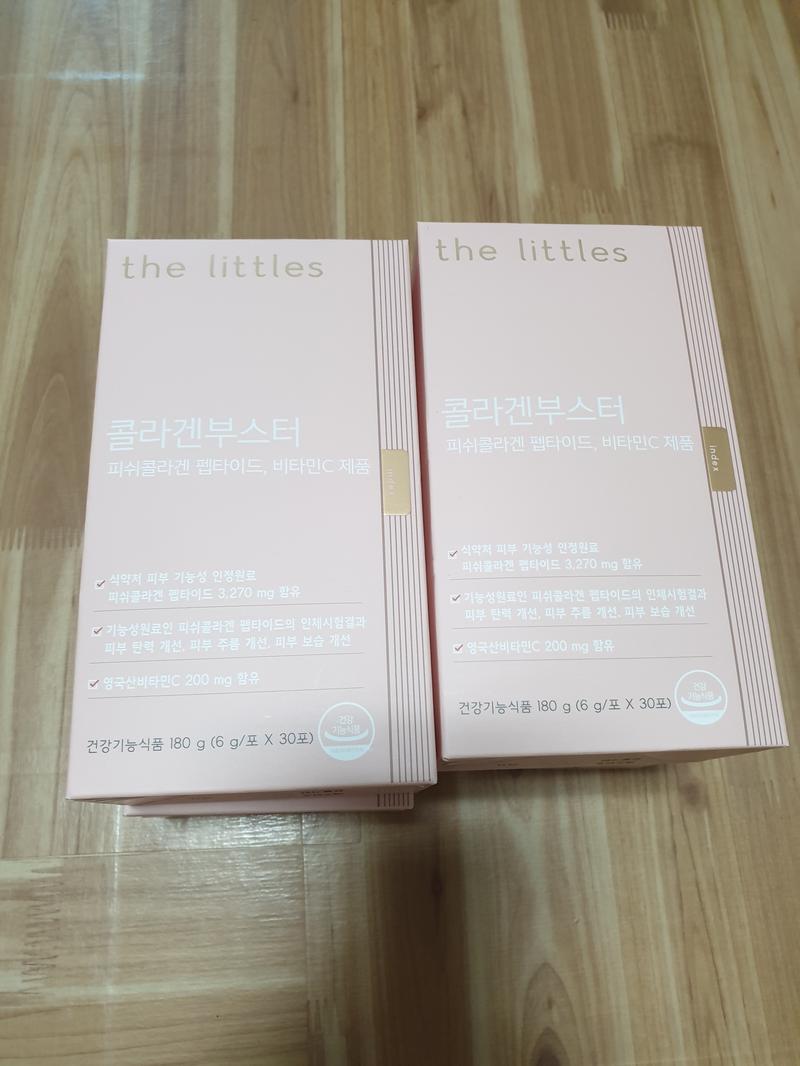 the littles
콜라겐부스터
피쉬콜라겐 펩타이드, 비타민C 제품
index
식약처 피부 기능성 인정원료
피쉬콜라겐 펩타이드 3,270 mg 함유
기능성원료인 피쉬콜라겐 펩타이드의 인체시험결과
피부 탄력 개선, 피부 주름 개선, 피부 보습 개선
영국산비타민C 200 mg 함유
건강기능식품 180 g (6 g/포 X 30포)
건강
기능식품
the littles
콜라겐부스터
피쉬콜라겐 펩타이드, 비타민C 제품
index
식약처 피부 기능성 인정원료
피쉬콜라겐 펩타이드 3,270 mg 함유
기능성원료인 피쉬콜라겐 펩타이드의 인체시험결과
피부 탄력 개선, 피부 주름 개선, 피부 보습 개선
영국산비타민C 200 mg 함유
건강기능식품 180 g (6 g/포 X 30포)
건강
기능식품